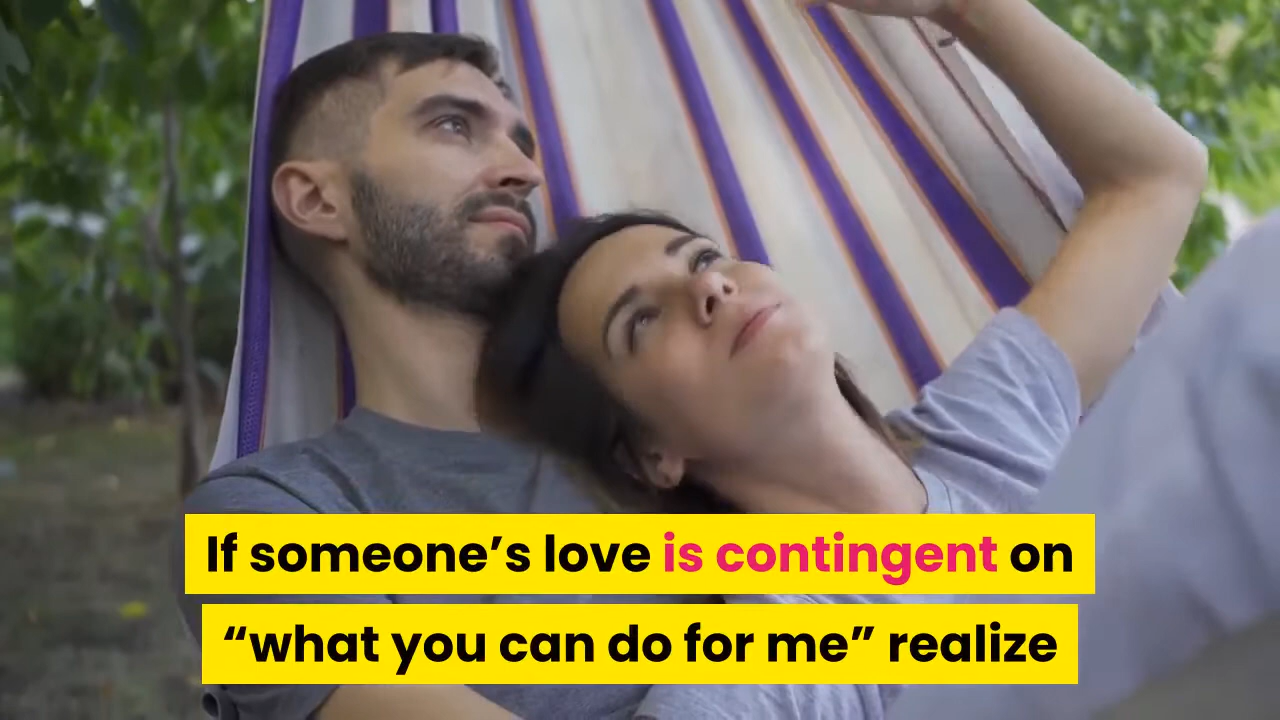 If someone’s love is contingent on
“what you can do for me” realize